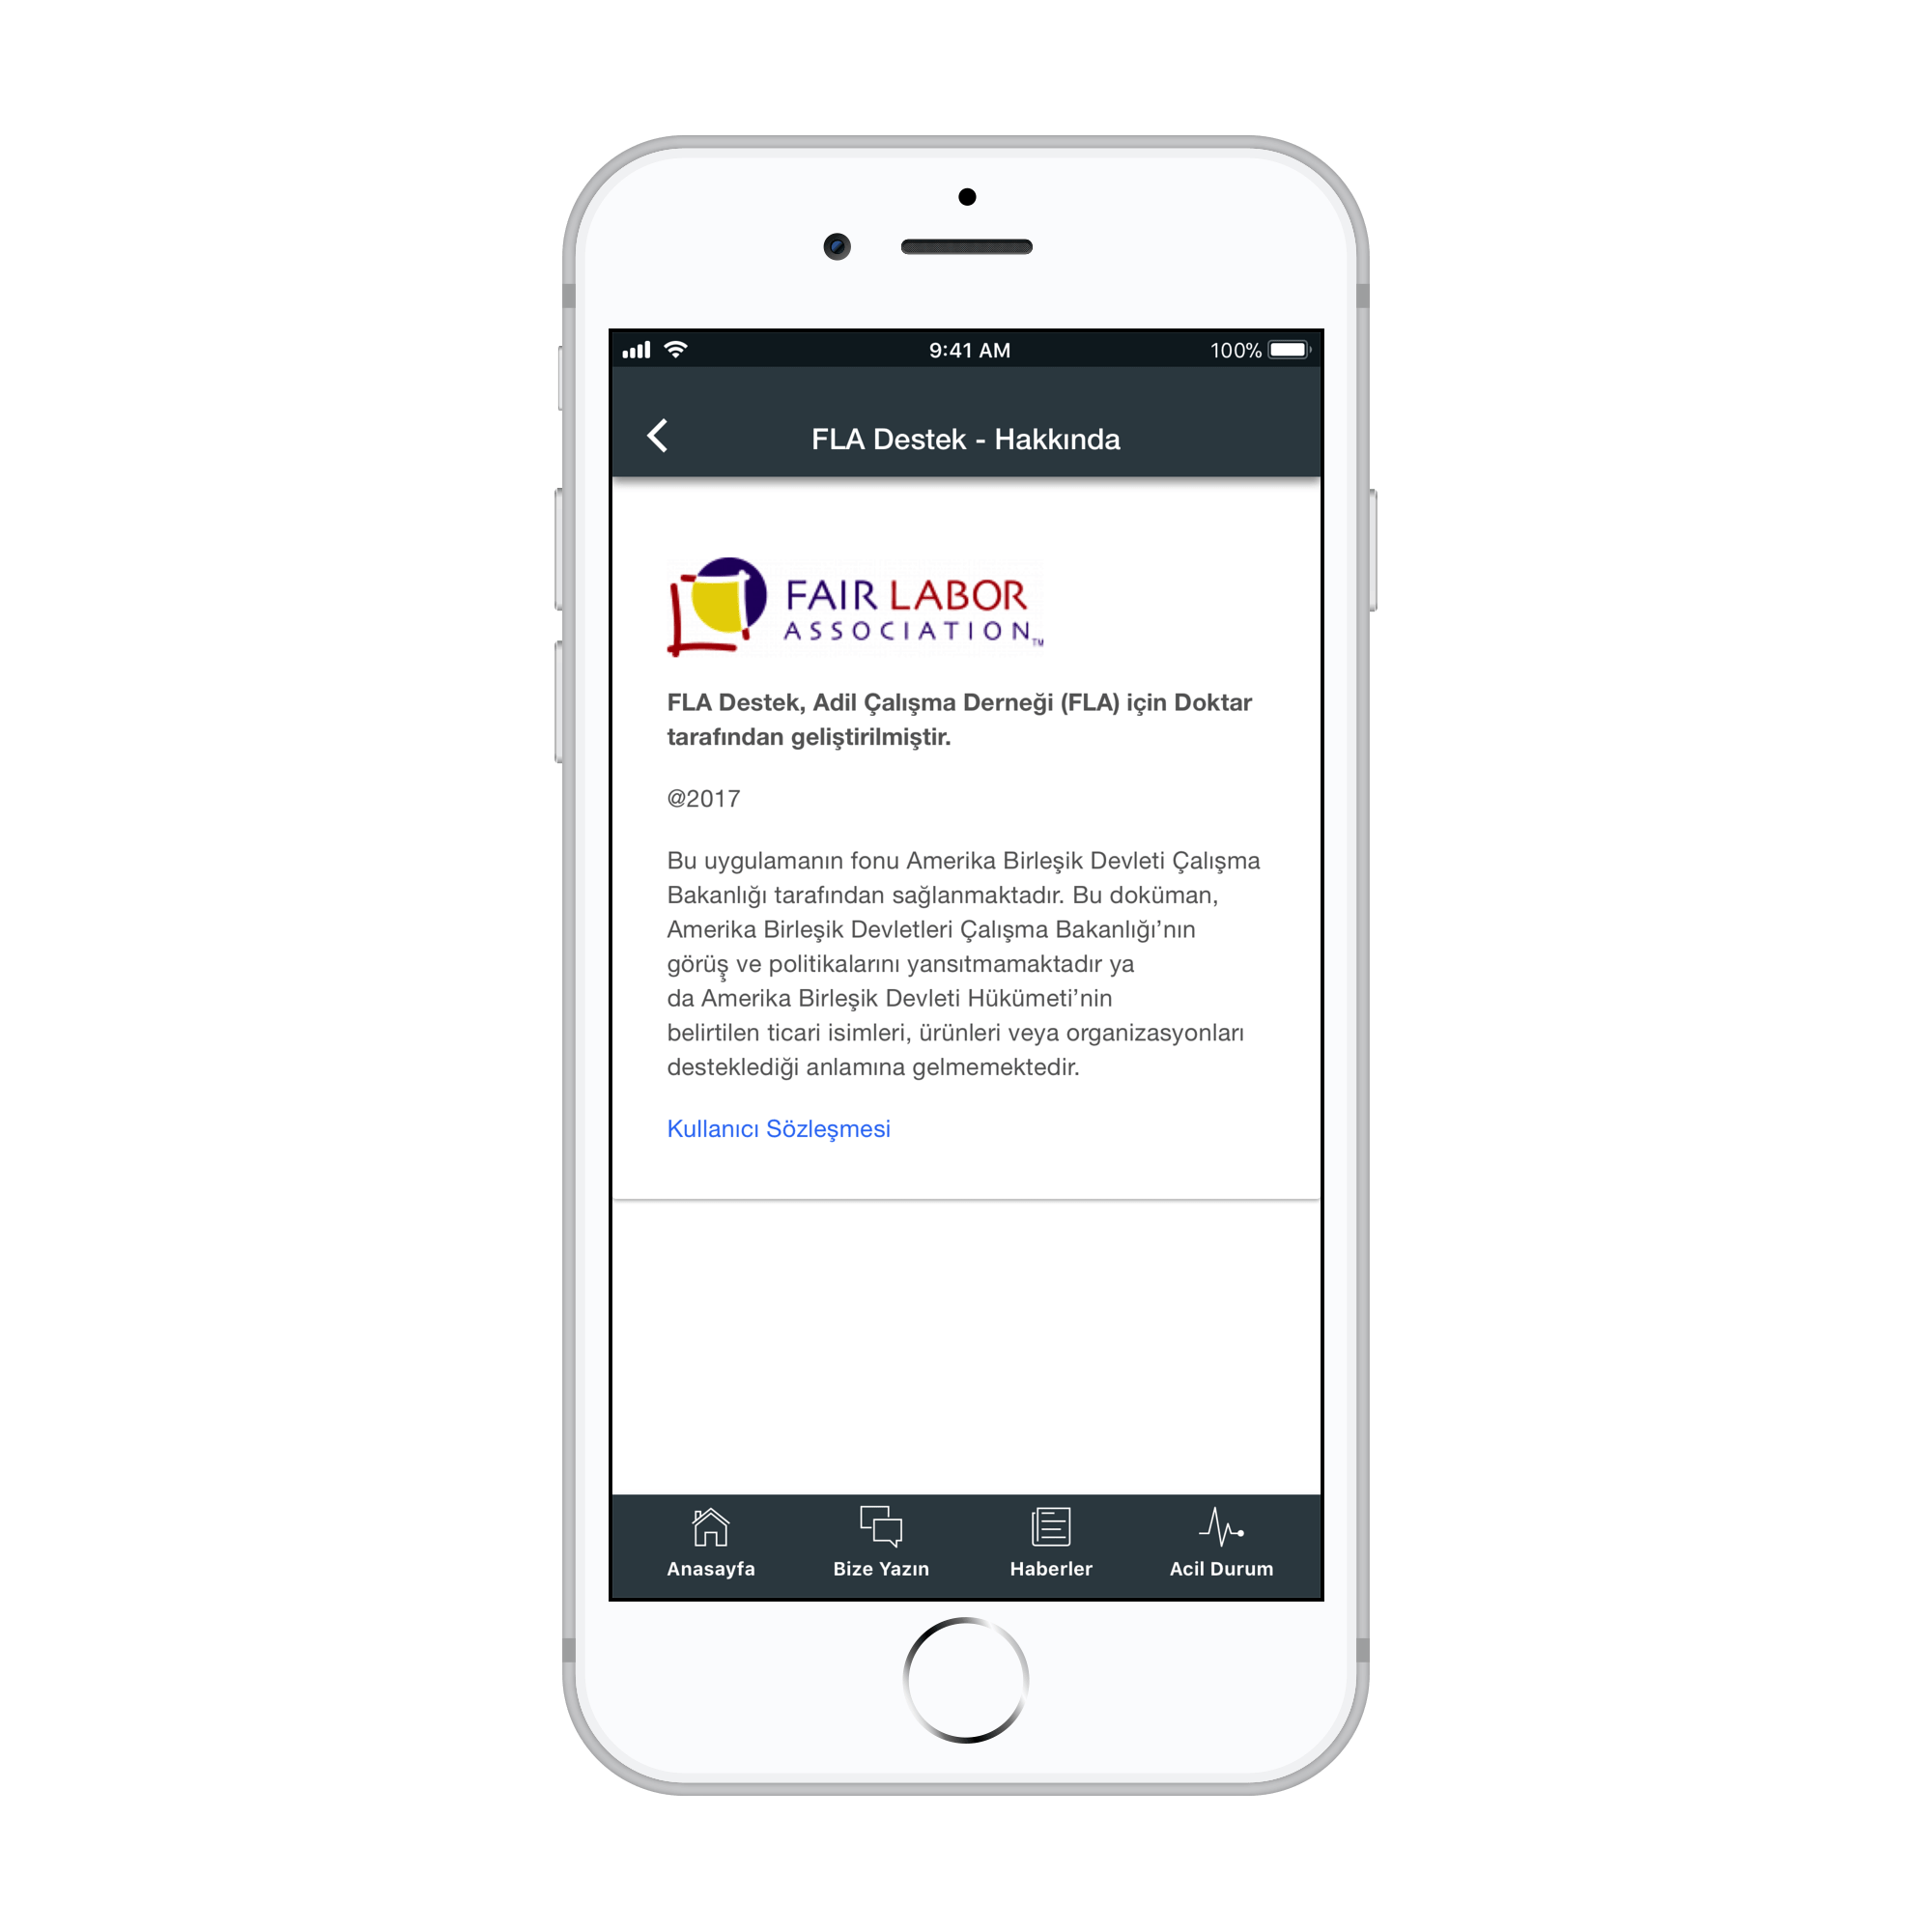 9:41 AM
100%
FLA Destek - Hakkında
FAIR LABOR
ASSOCIATION™
FLA Destek, Adil Çalışma Derneği (FLA) için Doktar
tarafından geliştirilmiştir.
@2017
Bu uygulamanın fonu Amerika Birleşik Devleti Çalışma
Bakanlığı tarafından sağlanmaktadır. Bu doküman,
Amerika Birleşik Devletleri Çalışma Bakanlığı’nın
görüş ve politikalarını yansıtmamaktadır ya
da Amerika Birleşik Devleti Hükümeti’nin
belirtilen ticari isimleri, ürünleri veya organizasyonları
desteklediği anlamına gelmemektedir.
Kullanıcı Sözleşmesi
Anasayfa
Bize Yazın
Haberler
Acil Durum